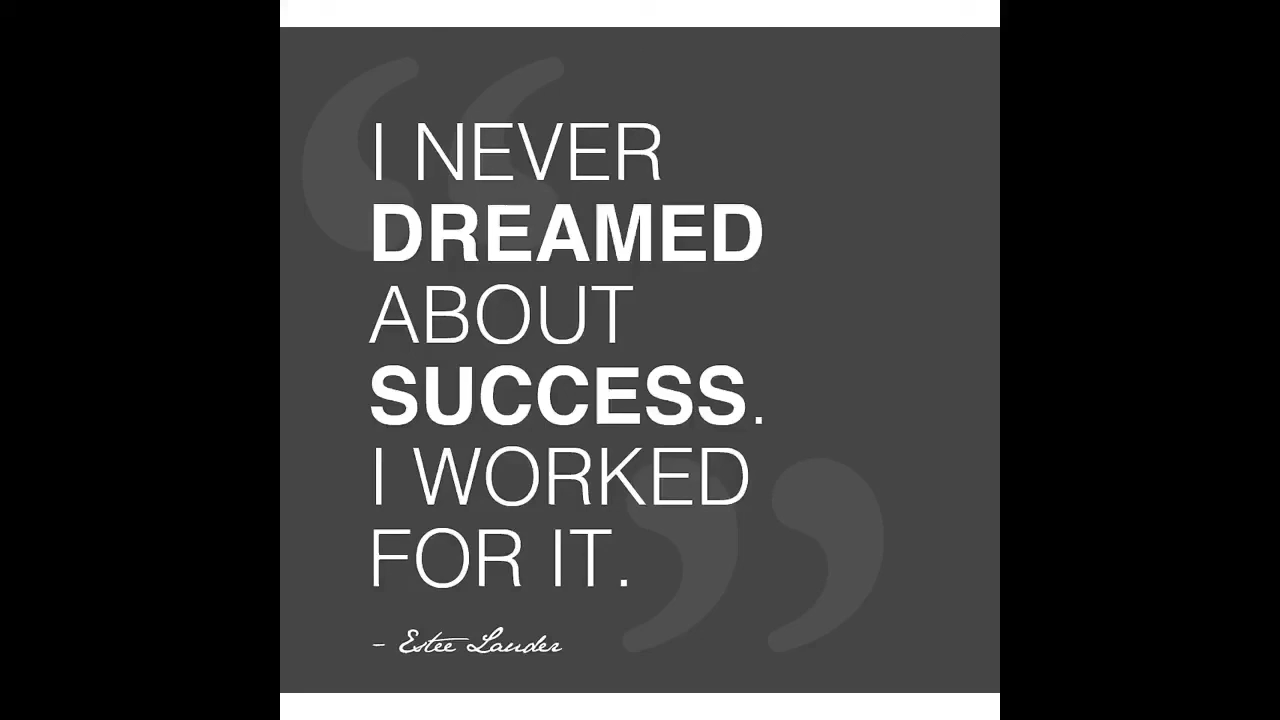 I NEVER
DREAMED
ABOUT
SUCCESS.
I WORKED
FOR IT.
- Estee Lauder